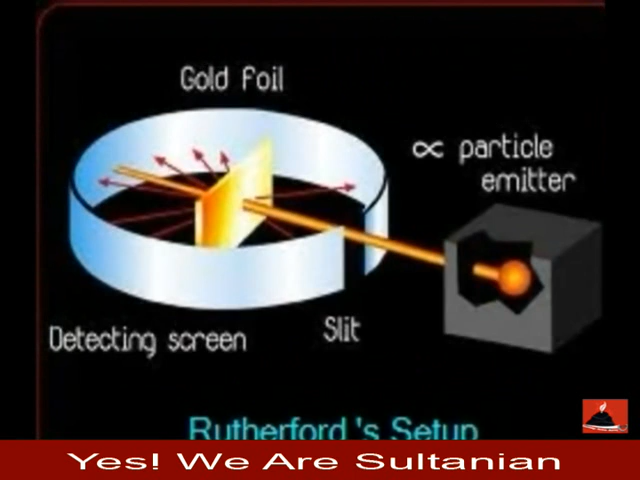 Gold foil
∝ particle
emitter
Detecting screen
Slit
Rutherford 's Setup
Yes! We Are Sultanian